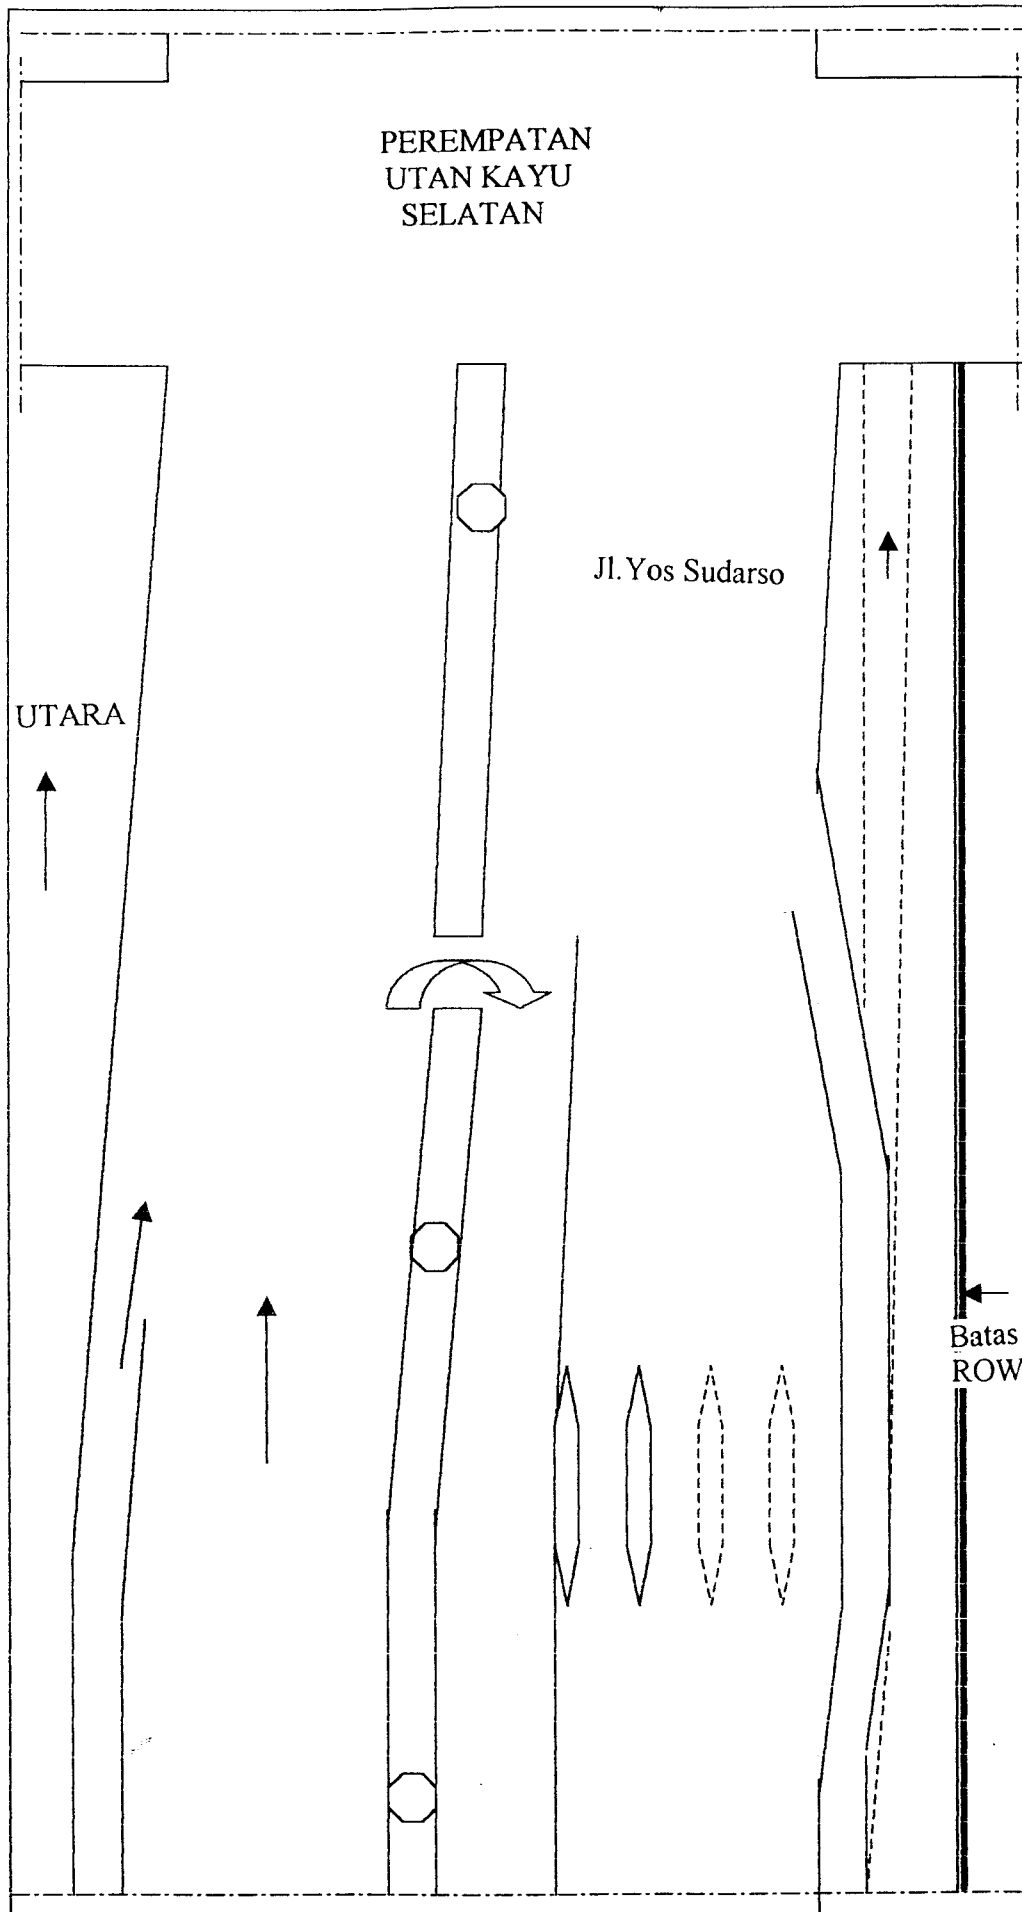 PEREMPATAN
UTAN KAYU
SELATAN
Jl. Yos Sudarso
UTARA
Batas
ROW